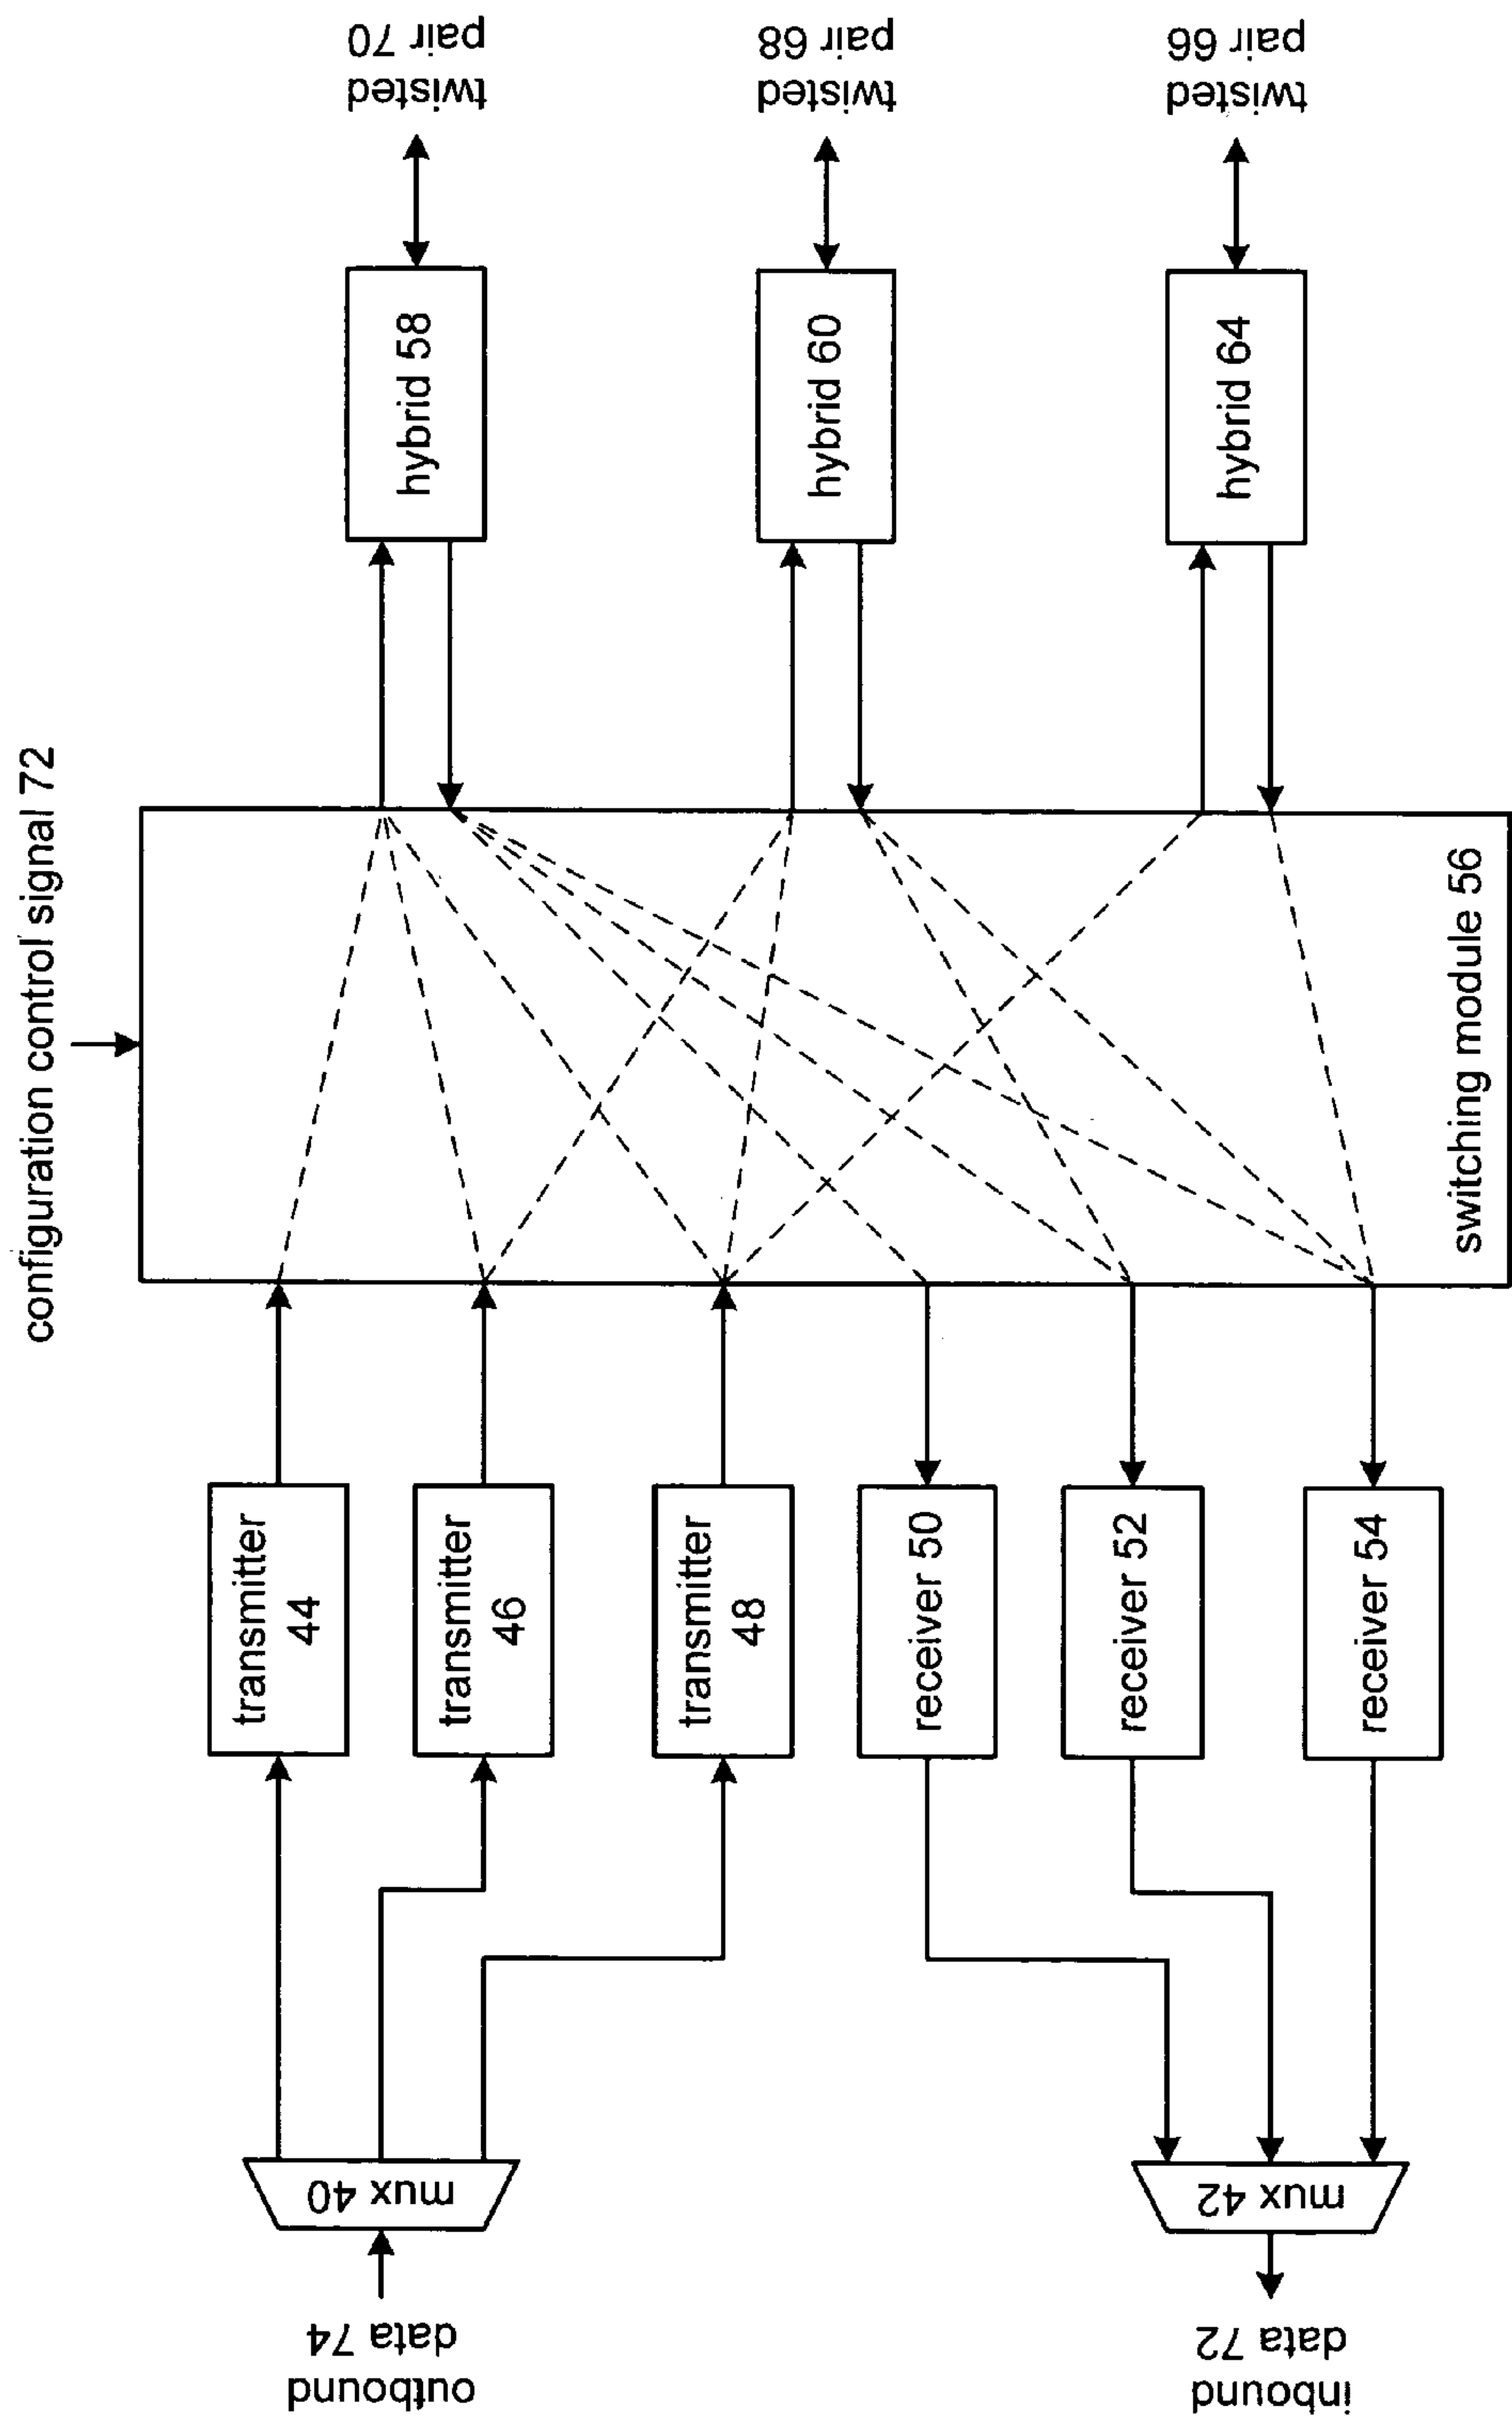 configuration control signal 72
twisted
pair 70
twisted
pair 68
twisted
pair 66
hybrid 58
hybrid 60
hybrid 64
switching module 56
transmitter
44
transmitter
46
transmitter
48
receiver 50
receiver 52
receiver 54
mux 40
mux 42
outbound
data 74
inbound
data 72